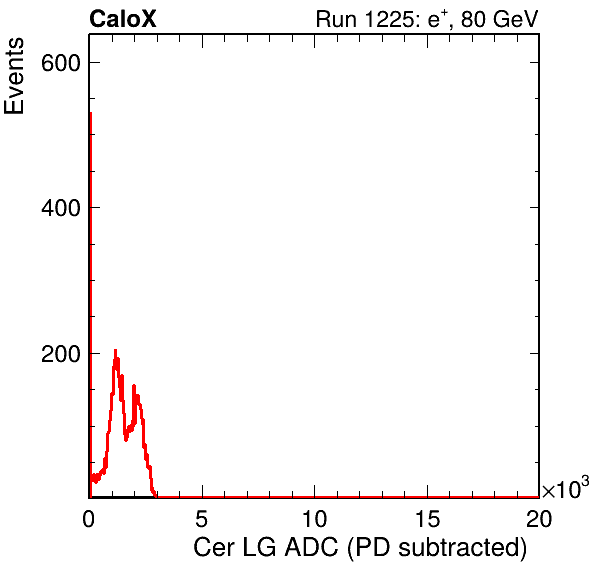 CaloX Run 1225: e⁺, 80 GeV
Events
600
400
200
0 5 10 15 20
×10³
Cer LG ADC (PD subtracted)